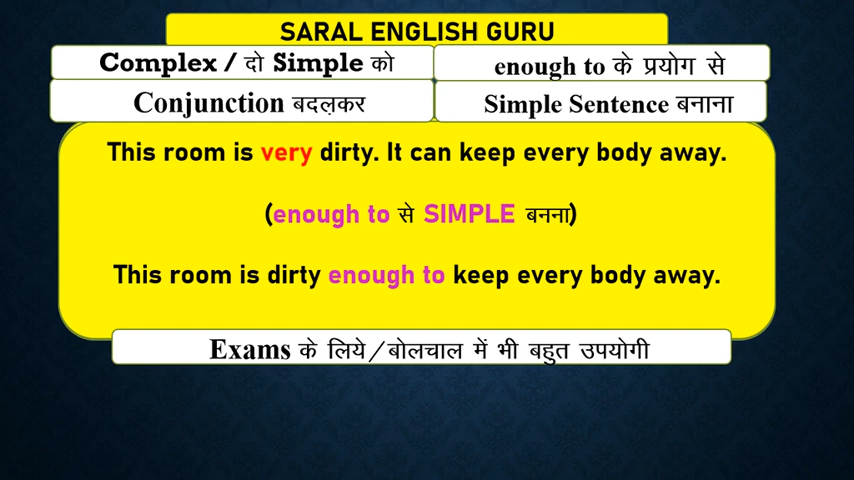 SARAL ENGLISH GURU
Complex / दो Simple को
enough to के प्रयोग से
Conjunction बदल़कर
Simple Sentence बनाना
This room is very dirty. It can keep every body away.
(enough to से SIMPLE बनना)
This room is dirty enough to keep every body away.
Exams के लिये/बोलचाल में भी बहुत उपयोगी